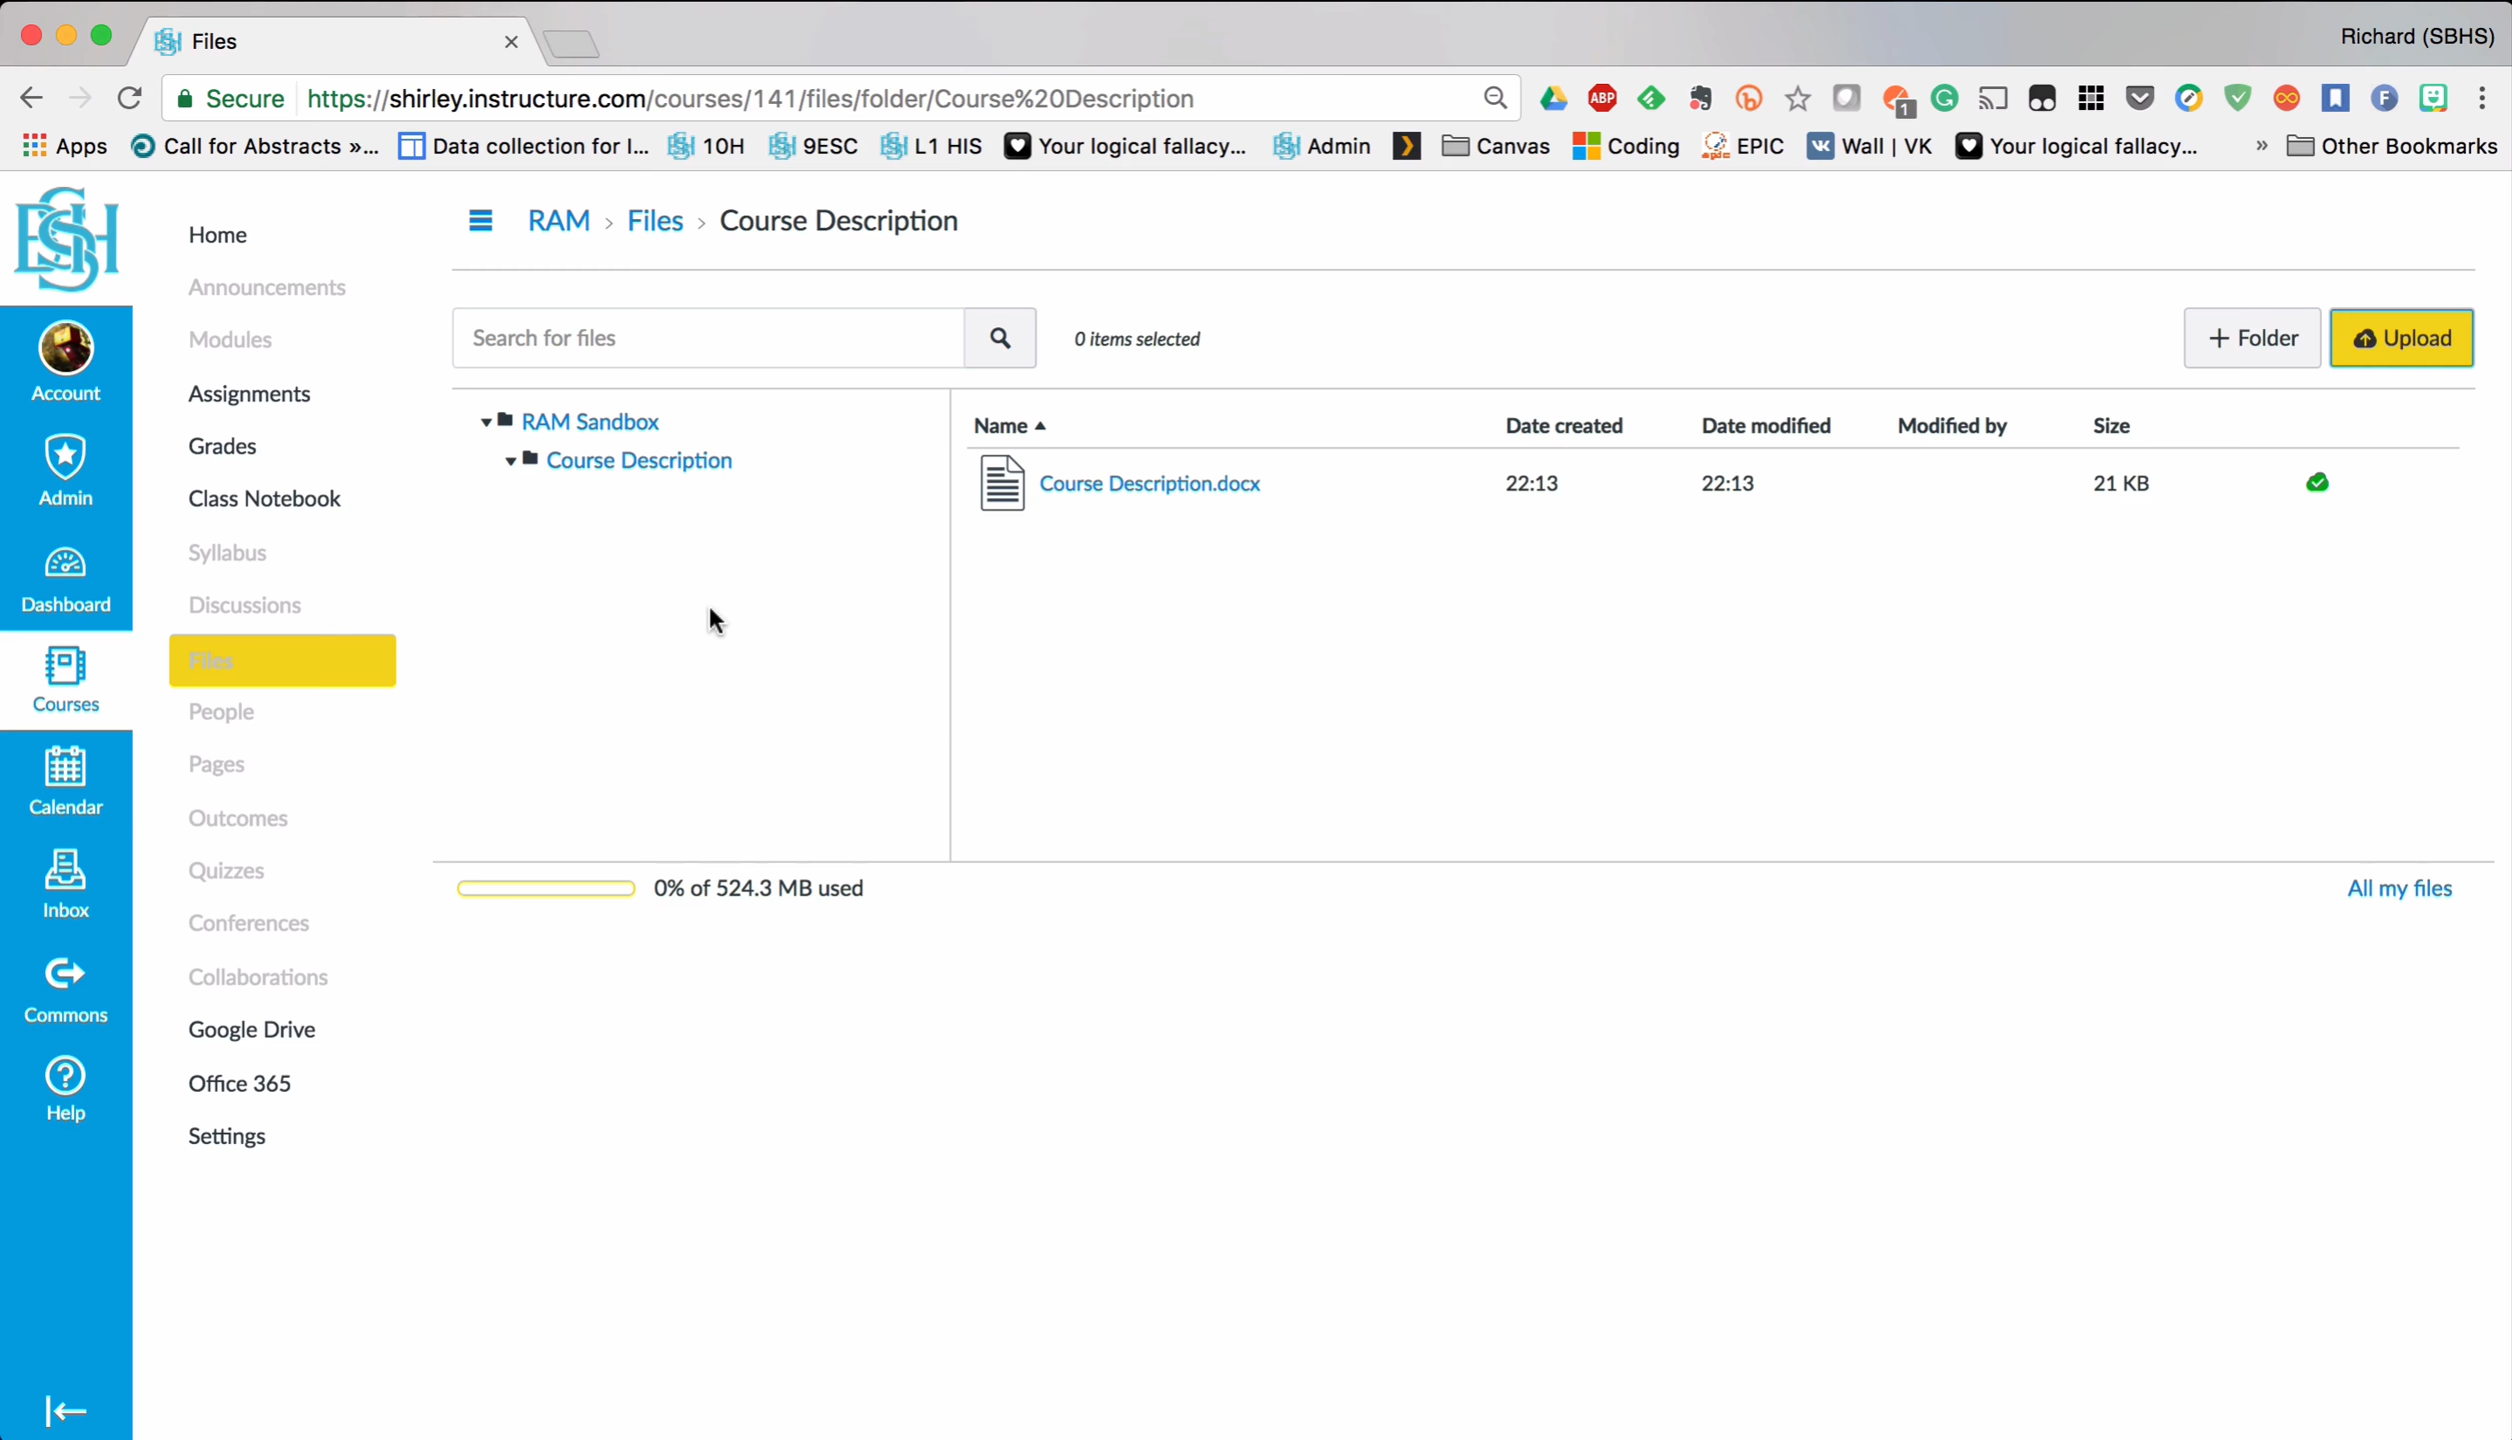 Files
Richard (SBHS)
Secure https://shirley.instructure.com/courses/141/files/folder/Course%20Description
ABP
1
Apps
Call for Abstracts »...
Data collection for I...
10H
9ESC
L1 HIS
Your logical fallacy...
Admin
Canvas
Coding
EPIC
Wall | VK
Your logical fallacy...
»
Other Bookmarks
Account
Admin
Dashboard
Courses
Calendar
Inbox
Commons
Help
Home
Announcements
Modules
Assignments
Grades
Class Notebook
Syllabus
Discussions
Files
People
Pages
Outcomes
Quizzes
Conferences
Collaborations
Google Drive
Office 365
Settings
RAM > Files > Course Description
Search for files
0 items selected
+ Folder
Upload
RAM Sandbox
Course Description
Name Date created Date modified Modified by Size
Course Description.docx 22:13 22:13 21 KB
0% of 524.3 MB used
All my files